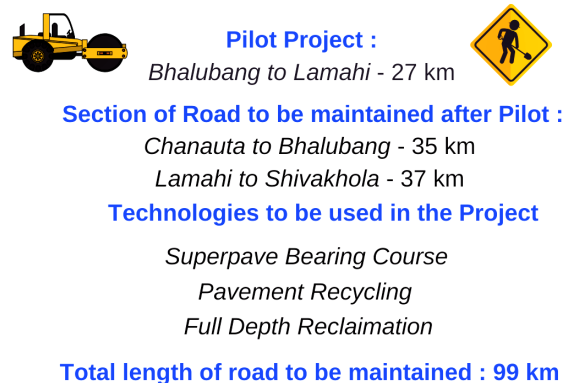 Pilot Project :
Bhalubang to Lamahi - 27 km
Section of Road to be maintained after Pilot :
Chanauta to Bhalubang - 35 km
Lamahi to Shivakhola - 37 km
Technologies to be used in the Project
Superpave Bearing Course
Pavement Recycling
Full Depth Reclaimation
Total length of road to be maintained : 99 km